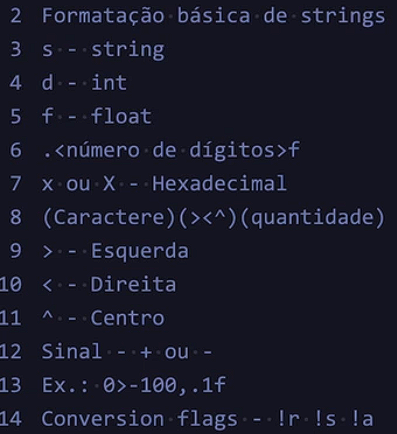 2 Formatação básica de strings
3 s - string
4 d - int
5 f - float
6 .<número de dígitos>f
7 x ou X - Hexadecimal
8 (Caractere)(><^)(quantidade)
9 > - Esquerda
10 < - Direita
11 ^ - Centro
12 Sinal - + ou -
13 Ex.: 0>-100,.1f
14 Conversion flags - !r !s !a